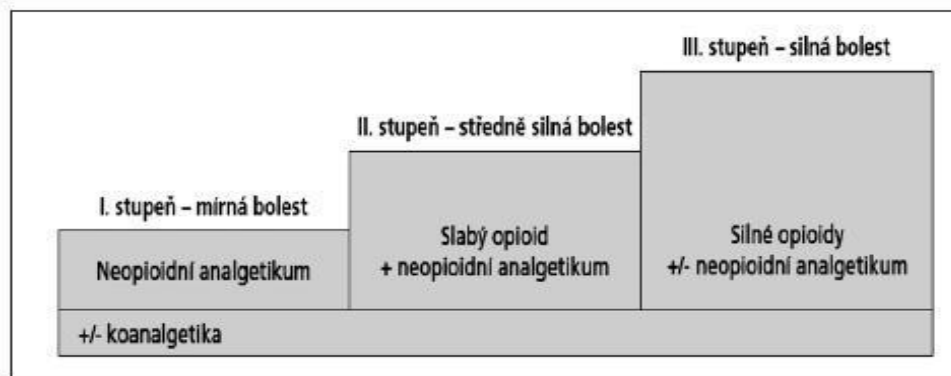 I. stupeň – mírná bolest
Neopioidní analgetikum
II. stupeň – středně silná bolest
Slabý opioid
+ neopioidní analgetikum
III. stupeň – silná bolest
Silné opioidy
+/- neopioidní analgetikum
+/- koanalgetika